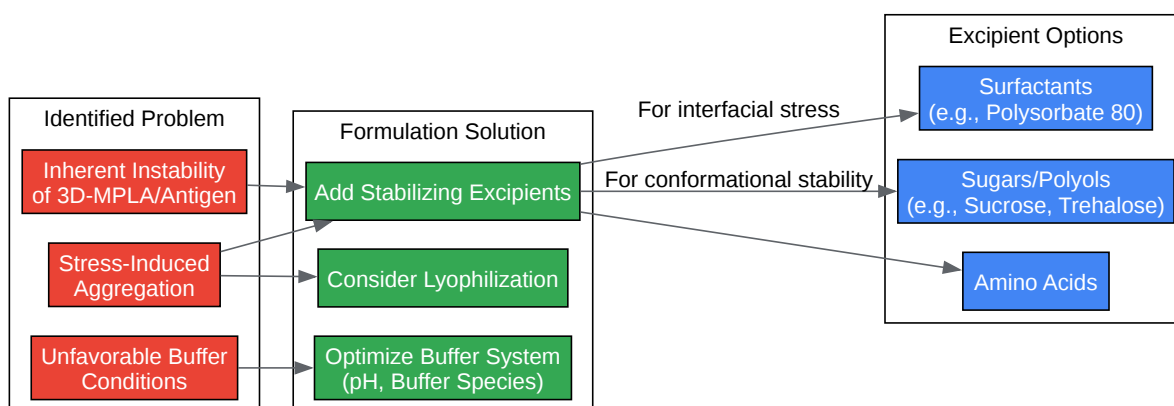 Identified Problem
Inherent Instability
of 3D-MPLA/Antigen
Stress-Induced
Aggregation
Unfavorable Buffer
Conditions
Formulation Solution
Add Stabilizing Excipients
Consider Lyophilization
Optimize Buffer System
(pH, Buffer Species)
For interfacial stress
For conformational stability
Excipient Options
Surfactants
(e.g., Polysorbate 80)
Sugars/Polyols
(e.g., Sucrose, Trehalose)
Amino Acids